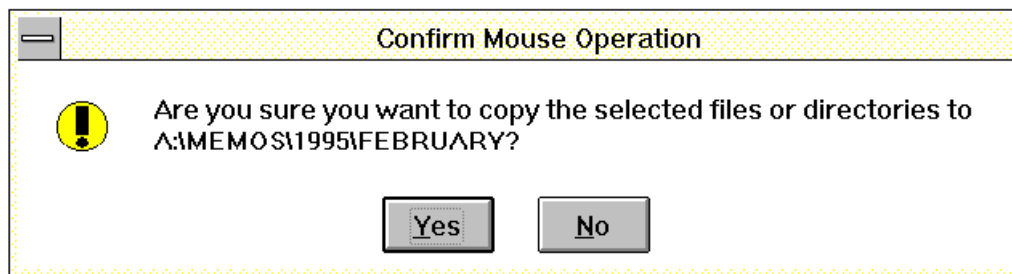 Confirm Mouse Operation
Are you sure you want to copy the selected files or directories to
A:\MEMOS\1995\FEBRUARY?
Yes No